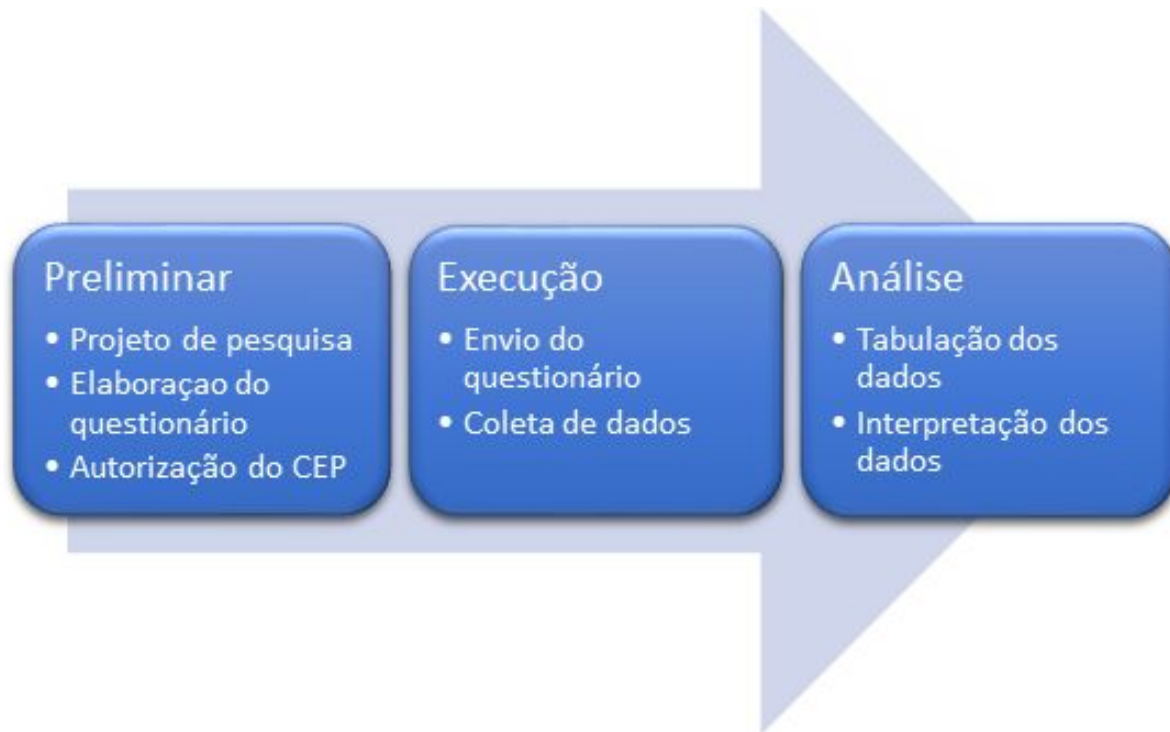 Preliminar
• Projeto de pesquisa
• Elaboraçao do
questionário
• Autorização do CEP
Execução
• Envio do
questionário
• Coleta de dados
Análise
• Tabulação dos
dados
• Interpretação dos
dados